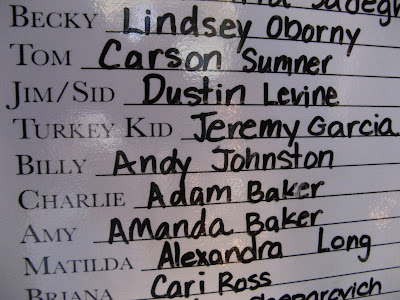 BECKY Lindsey Oborny
TOM Carson Sumner
JIM/SID Dustin Levine
TURKEY KID Jeremy Garcia
BILLY Andy Johnston
CHARLIE Adam Baker
AMY Amanda Baker
MATILDA Alexandra Long
BRIANA Cari Ross